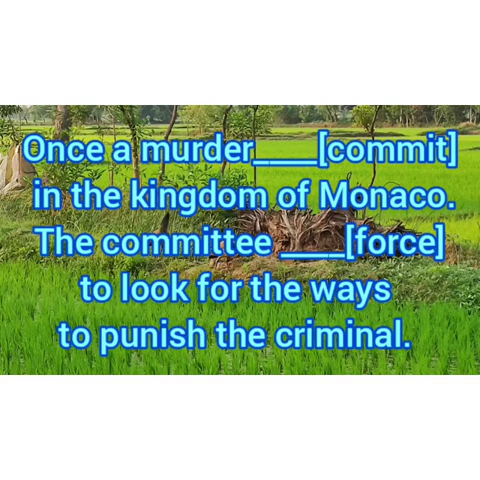 Once a murder____[commit]
in the kingdom of Monaco.
The committee ____[force]
to look for the ways
to punish the criminal.